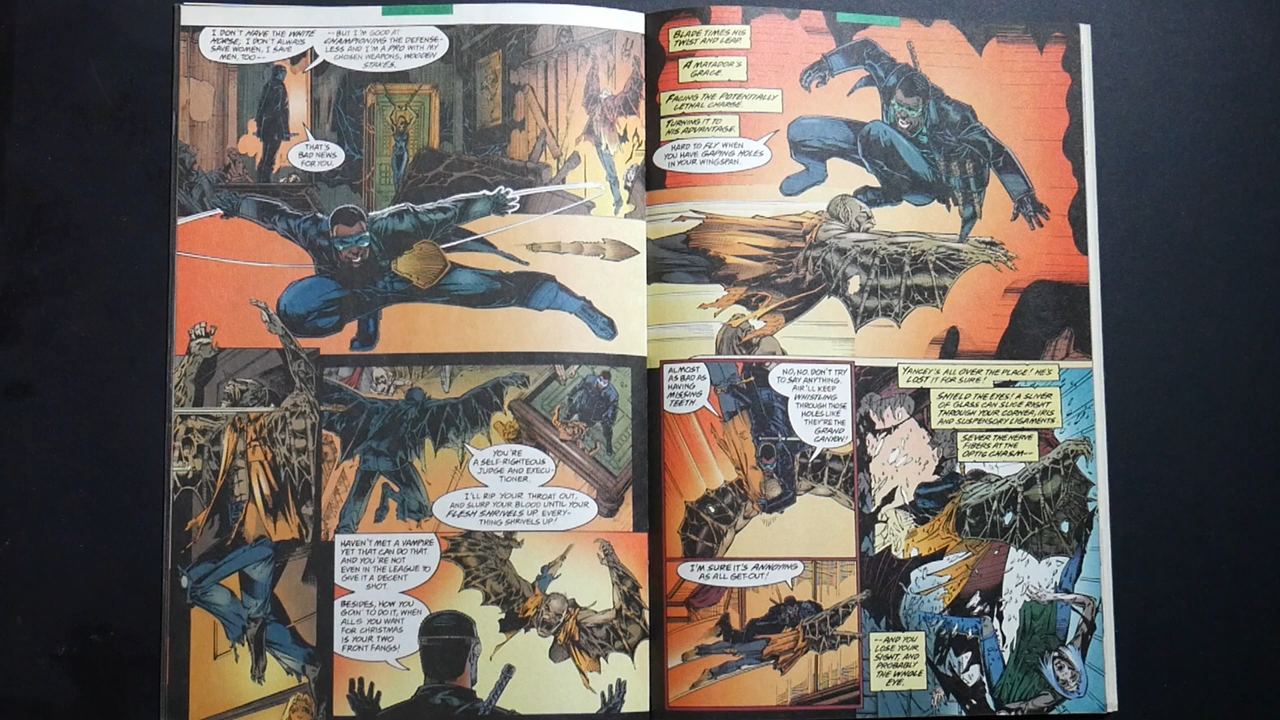 I DON'T HAVE THE WHITE
HORSE, I DON'T ALWAYS
SAVE WOMEN, I SAVE
MEN, TOO--
--BUT I'M GOOD AT
CHAMPIONING THE DEFENSE-
LESS AND I'M A PRO WITH MY
CHOSEN WEAPONS, WOODEN
STAKES.
THAT'S
BAD NEWS
FOR YOU.
YOU'RE
A SELF-RIGHTEOUS
JUDGE AND EXECU-
TIONER.
I'LL RIP YOUR THROAT OUT,
AND SLURP YOUR BLOOD UNTIL YOUR
FLESH SHRIVELS UP. EVERY-
THING SHRIVELS UP!
HAVEN'T MET A VAMPIRE
YET THAT CAN DO THAT.
AND YOU'RE NOT
EVEN IN THE LEAGUE TO
GIVE IT A DECENT
SHOT.
BESIDES, HOW YOU
GOIN' TO DO IT, WHEN
ALLS YOU WANT
FOR CHRISTMAS
IS YOUR TWO
FRONT FANGS!
BLADE TIMES HIS
TWIST AND LEAP.
A MATADOR'S
GRACE.
FACING THE POTENTIALLY
LETHAL CHARGE.
TURNING IT TO
HIS ADVANTAGE.
HARD TO FLY WHEN
YOU HAVE GAPING HOLES
IN YOUR WINGSPAN.
ALMOST
AS BAD AS
HAVING
MISSING
TEETH.
NO, NO. DON'T TRY
TO SAY ANYTHING.
AIR'LL KEEP
WHISTLING
THROUGH THOSE
HOLES LIKE
THEY'RE THE
GRAND
CANYON!
I'M SURE IT'S ANNOYING
AS ALL GET-OUT!
YANCEY'S ALL OVER THE PLACE! HE'S
LOST IT FOR SURE!
SHIELD THE EYES! A SLIVER
OF GLASS CAN SLICE RIGHT
THROUGH YOUR CORNER, IRIS
AND SUSPENSORY LIGAMENTS.
SEVER THE NERVE
FIBERS AT THE
OPTIC CHASM--
--AND YOU
LOSE YOUR
SIGHT, AND
PROBABLY
THE WHOLE
EYE.